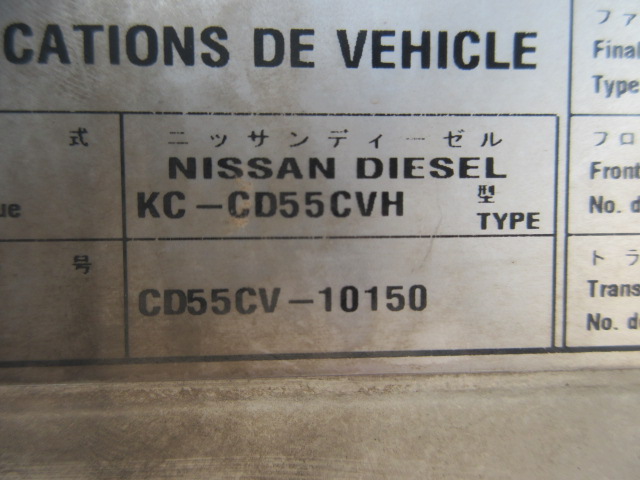 CATIONS DE VEHICLE
式
ニッサンディーゼル
NISSAN DIESEL
KC-CD55CVH
型
TYPE
ue
号
CD55CV-10150
ファ
Final
Type
フロ
Front
No. d
トラ
Trans
No. d